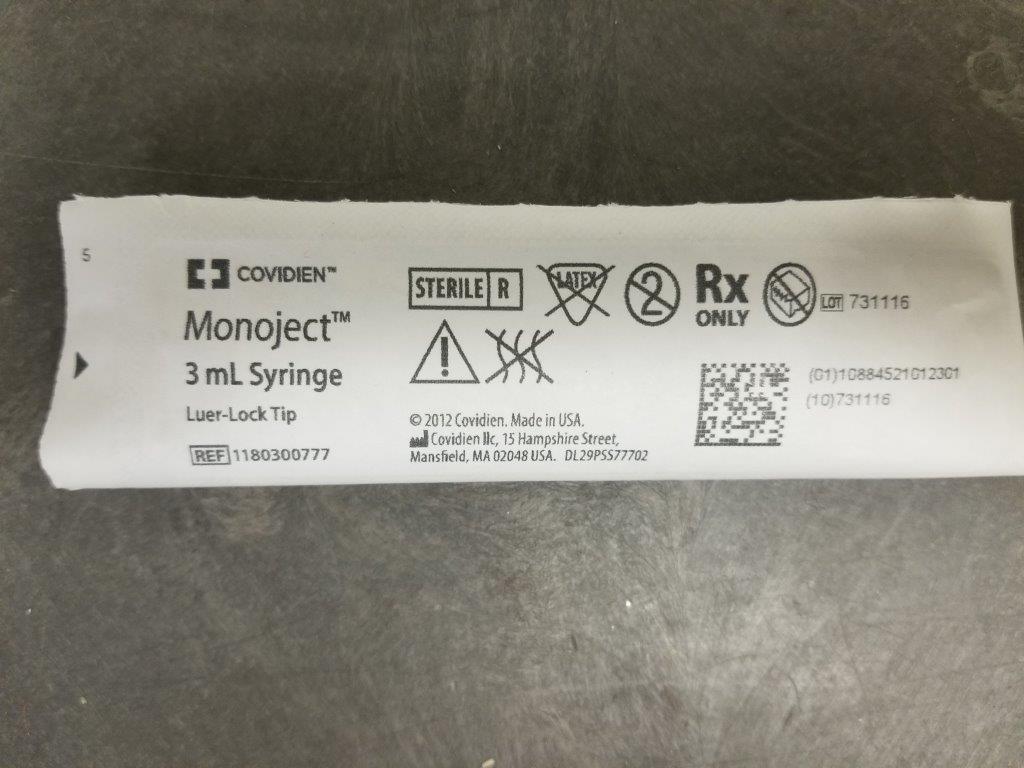 5
COVIDIEN™
Monoject™
3 mL Syringe
Luer-Lock Tip
REF 1180300777
STERILE R
LATEX
2
Rx
ONLY
LOT 731116
© 2012 Covidien. Made in USA.
Covidien llc, 15 Hampshire Street,
Mansfield, MA 02048 USA. DL29PSS77702
(01)10884521012301
(10)731116